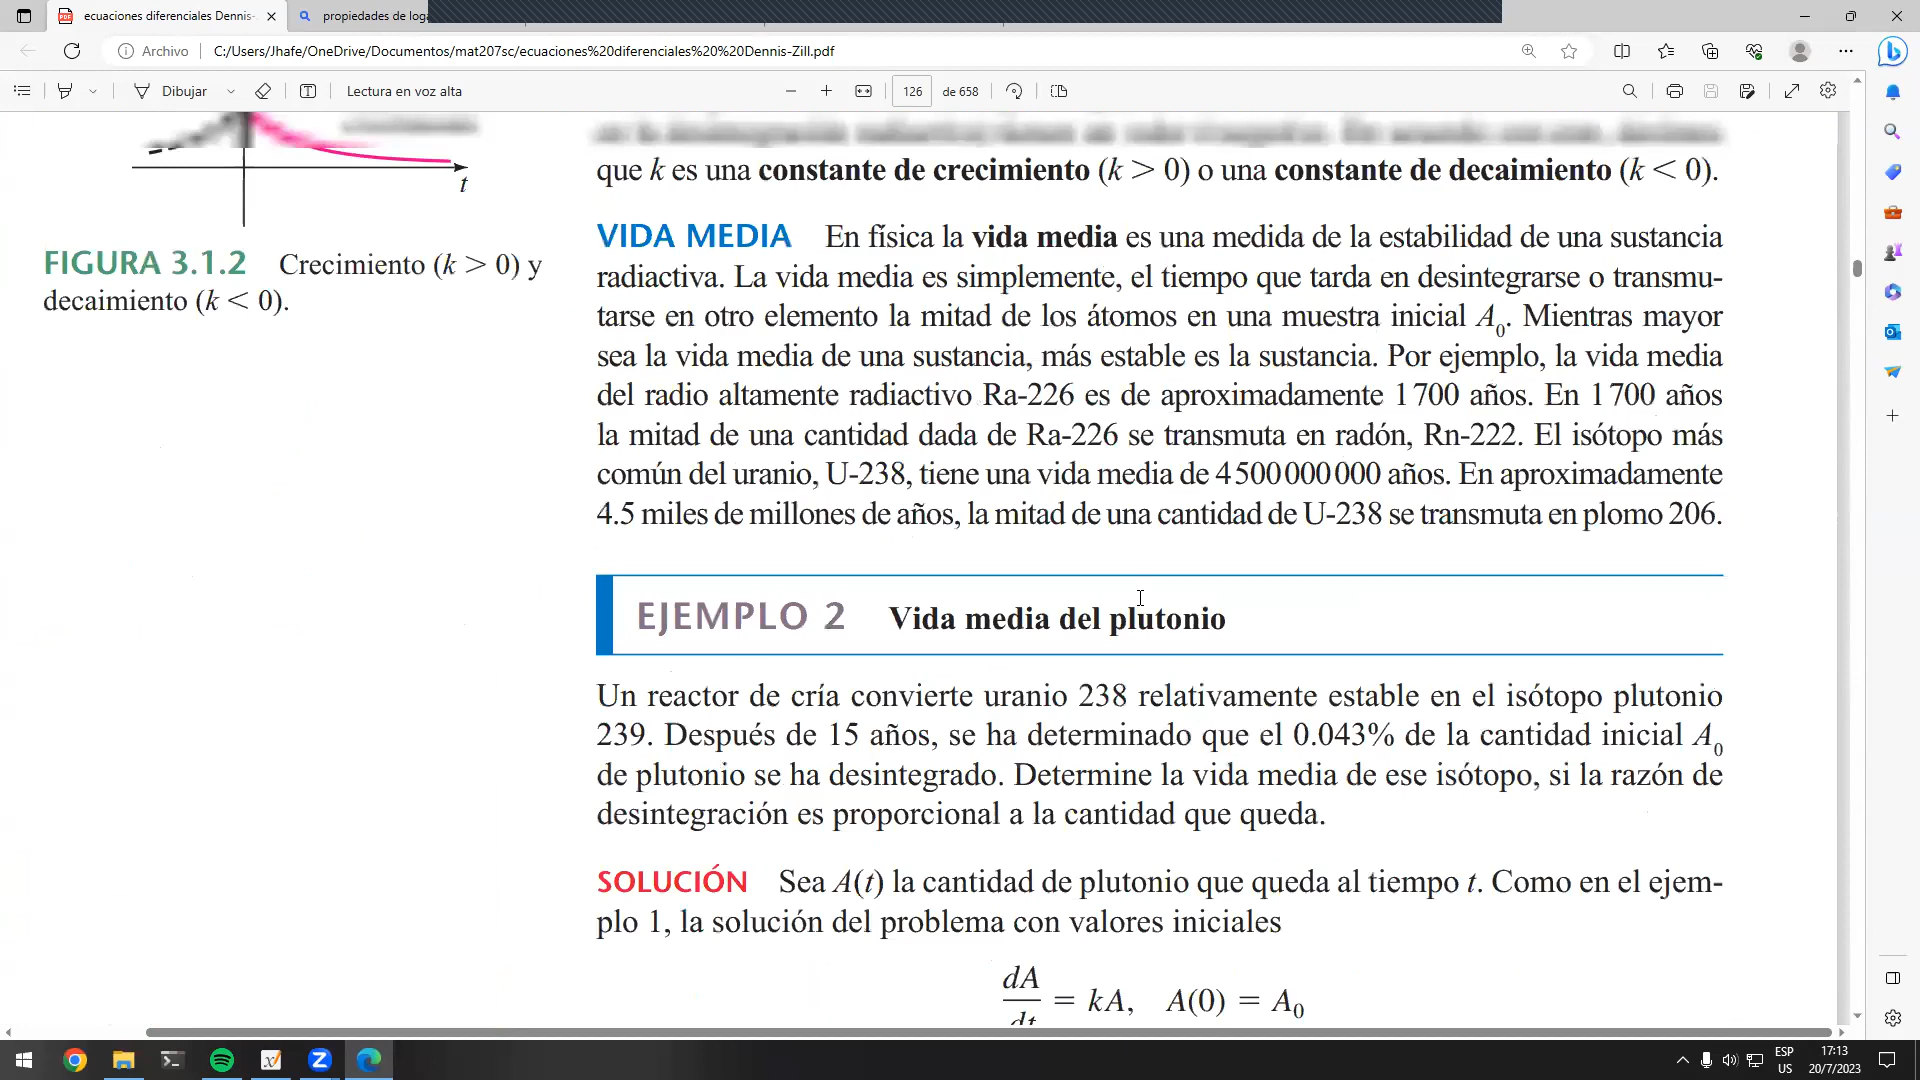 ecuaciones diferenciales Dennis-
propiedades de loga
Archivo
C:/Users/Jhafe/OneDrive/Documentos/mat207sc/ecuaciones%20diferenciales%20%20Dennis-Zill.pdf
Dibujar
Lectura en voz alta
126
de 658
que k es una constante de crecimiento (k > 0) o una constante de decaimiento (k < 0).
t
FIGURA 3.1.2 Crecimiento (k > 0) y
decaimiento (k < 0).
VIDA MEDIA En física la vida media es una medida de la estabilidad de una sustancia
radiactiva. La vida media es simplemente, el tiempo que tarda en desintegrarse o transmu-
tarse en otro elemento la mitad de los átomos en una muestra inicial A₀. Mientras mayor
sea la vida media de una sustancia, más estable es la sustancia. Por ejemplo, la vida media
del radio altamente radiactivo Ra-226 es de aproximadamente 1 700 años. En 1 700 años
la mitad de una cantidad dada de Ra-226 se transmuta en radón, Rn-222. El isótopo más
común del uranio, U-238, tiene una vida media de 4 500 000 000 años. En aproximadamente
4.5 miles de millones de años, la mitad de una cantidad de U-238 se transmuta en plomo 206.
EJEMPLO 2 Vida media del plutonio
Un reactor de cría convierte uranio 238 relativamente estable en el isótopo plutonio
239. Después de 15 años, se ha determinado que el 0.043% de la cantidad inicial A₀
de plutonio se ha desintegrado. Determine la vida media de ese isótopo, si la razón de
desintegración es proporcional a la cantidad que queda.
SOLUCIÓN Sea A(t) la cantidad de plutonio que queda al tiempo t. Como en el ejem-
plo 1, la solución del problema con valores iniciales
dA/dt = kA, A(0) = A₀
ESP
US
17:13
20/7/2023